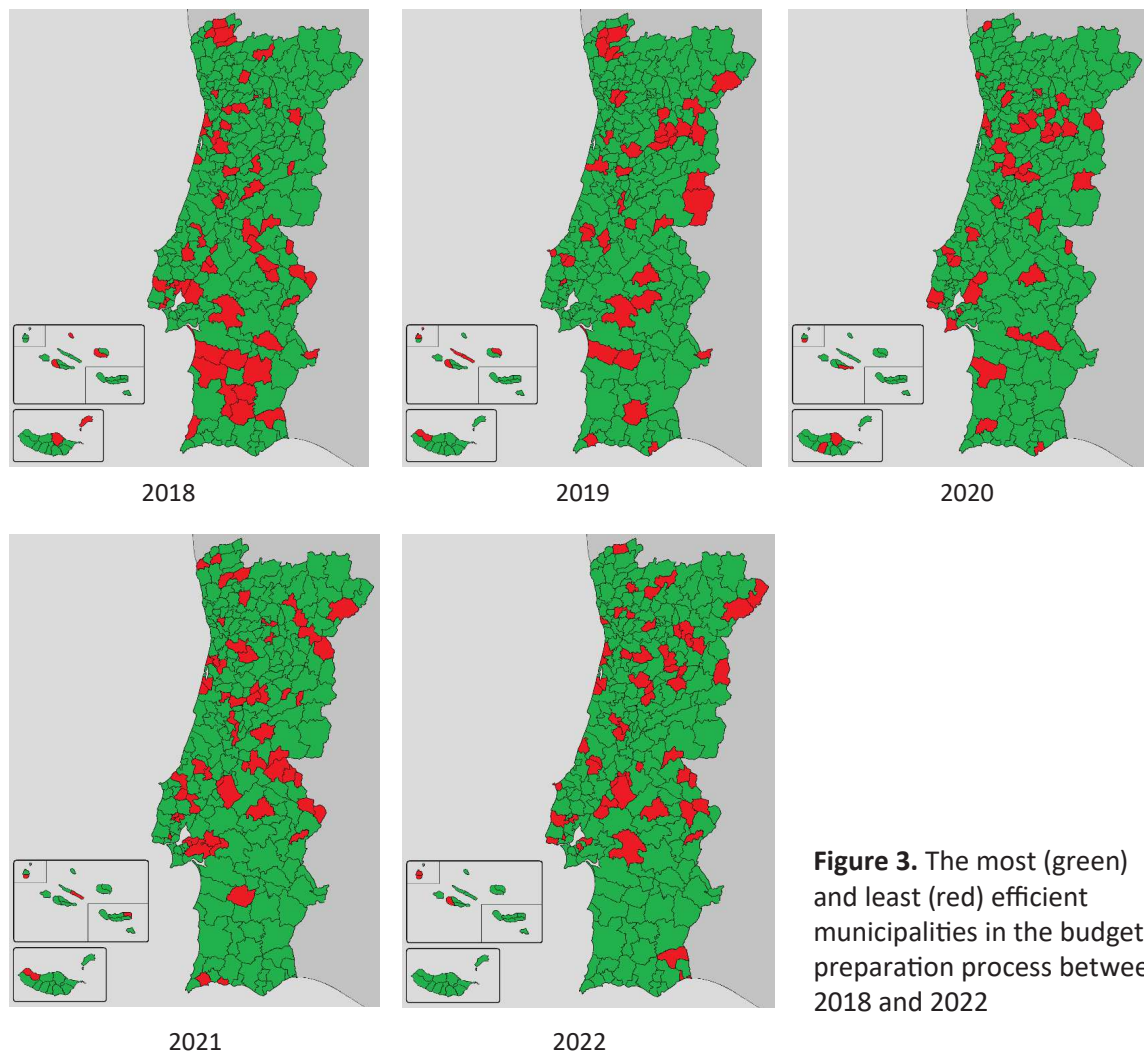 2018
2019
2020
2021
2022
Figure 3. The most (green)
and least (red) efficient
municipalities in the budget
preparation process betwee
2018 and 2022